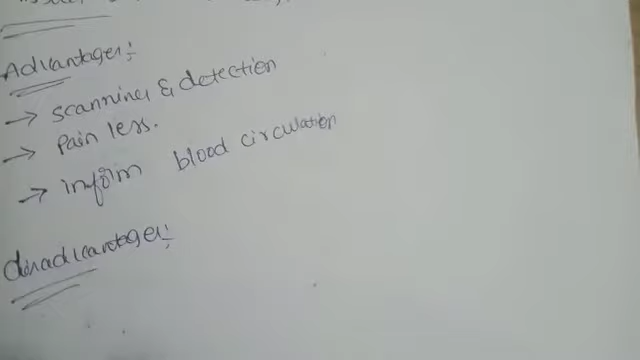 Advantages:
→ scanning & detection
→ Pain less.
→ inform blood circulation
disadvantages: